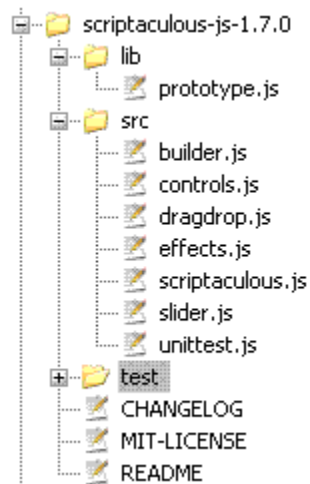 scriptaculous-js-1.7.0
lib
prototype.js
src
builder.js
controls.js
dragdrop.js
effects.js
scriptaculous.js
slider.js
unittest.js
test
CHANGELOG
MIT-LICENSE
README